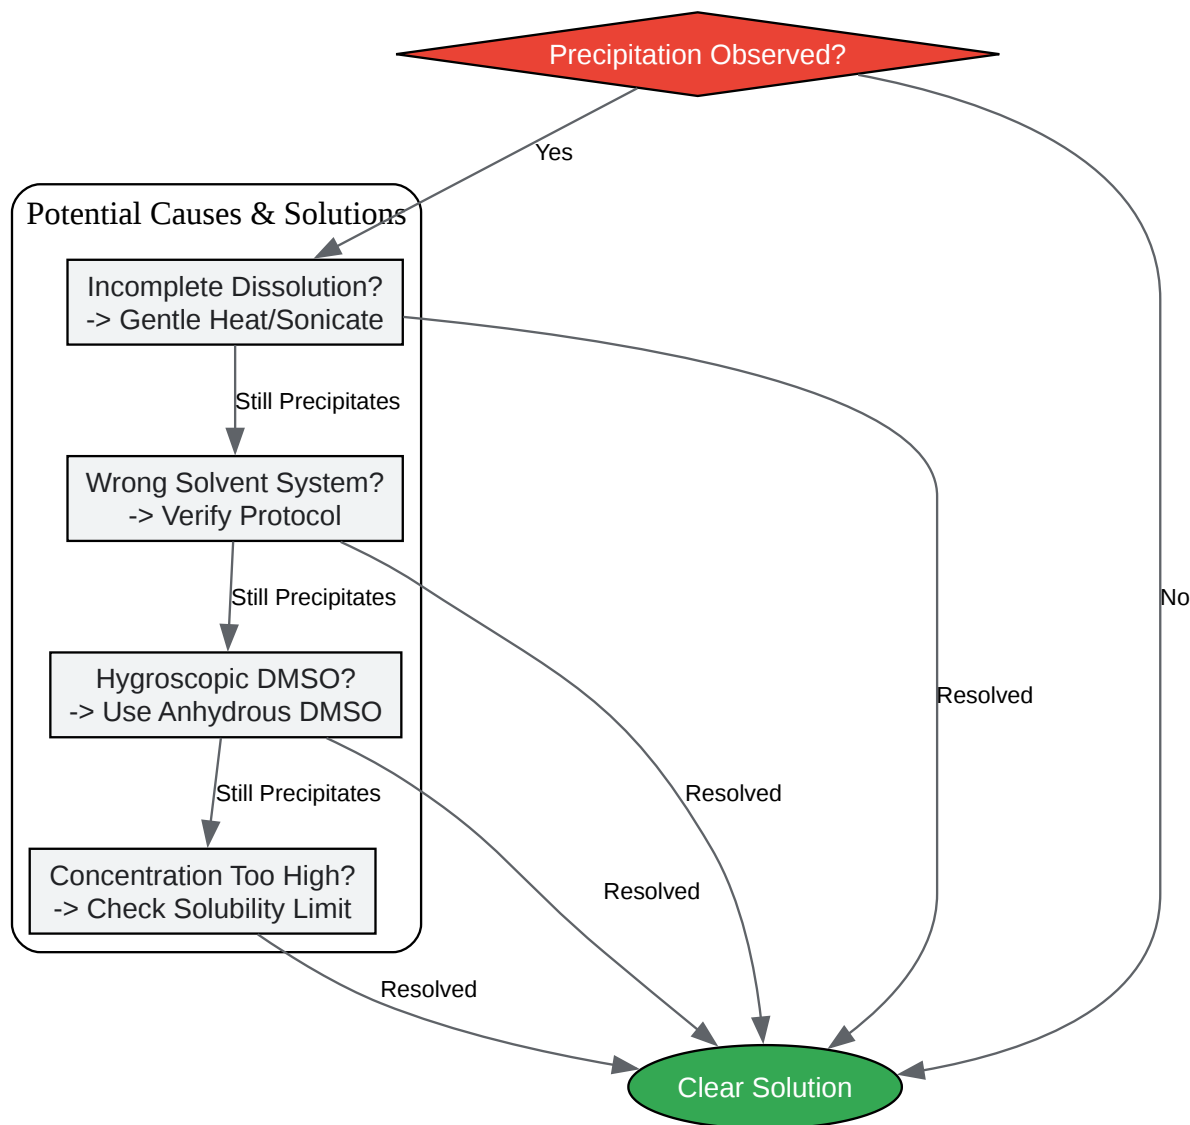 Precipitation Observed?
Yes
Potential Causes & Solutions
Incomplete Dissolution?
-> Gentle Heat/Sonicate
Still Precipitates
Wrong Solvent System?
-> Verify Protocol
Still Precipitates
No
Hygroscopic DMSO?
-> Use Anhydrous DMSO
Resolved
Still Precipitates
Resolved
Concentration Too High?
-> Check Solubility Limit
Resolved
Resolved
Clear Solution